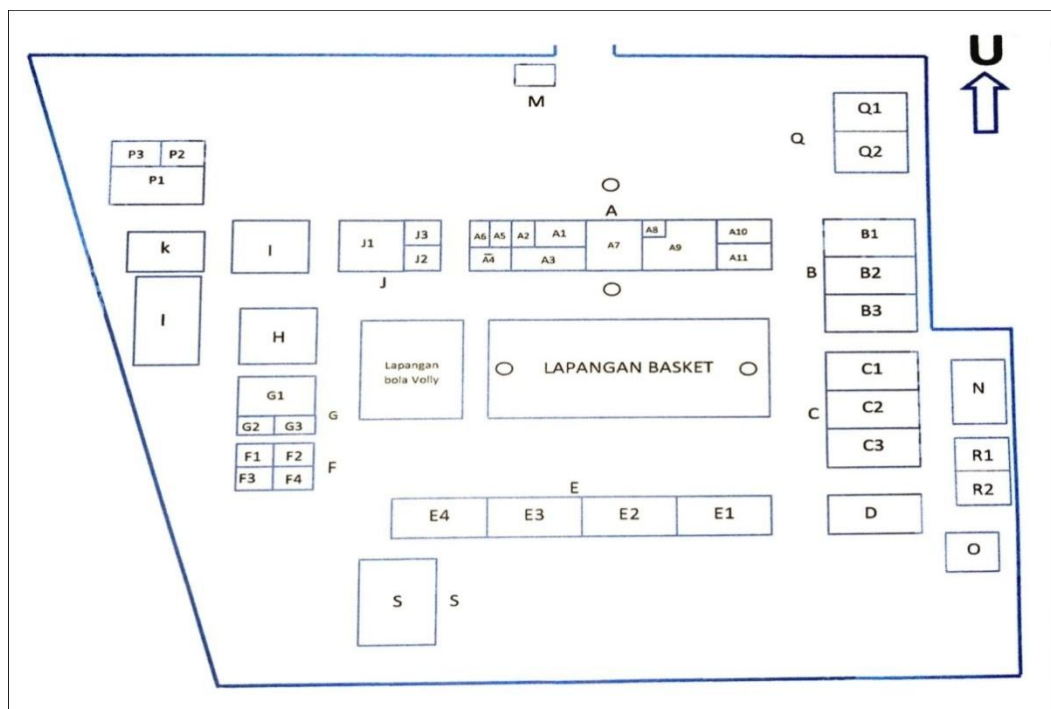 U
M
Q1
Q
Q2
P3 P2
P1
A
K
I
J1
J3
J2
J
A6 A5 A2 A1
A4 A3
A7
A8
A9
A10
A11
B1
B
B2
B3
I
H
Lapangan
bola Volly
LAPANGAN BASKET
C1
C
C2
C3
N
G1
G
G2 G3
F1 F2
F
F3 F4
R1
R2
E
E4 E3 E2 E1
D
O
S S